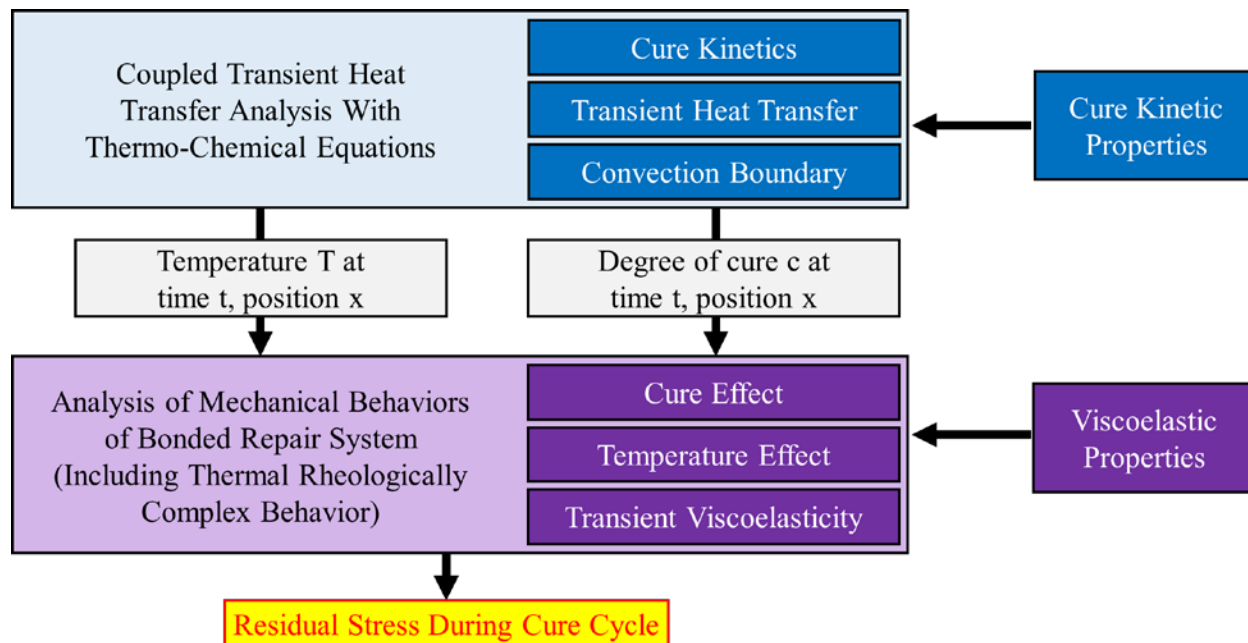 Coupled Transient Heat
Transfer Analysis With
Thermo-Chemical Equations
Cure Kinetics
Transient Heat Transfer
Convection Boundary
Cure Kinetic
Properties
Temperature T at
time t, position x
Degree of cure c at
time t, position x
Analysis of Mechanical Behaviors
of Bonded Repair System
(Including Thermal Rheologically
Complex Behavior)
Cure Effect
Temperature Effect
Transient Viscoelasticity
Viscoelastic
Properties
Residual Stress During Cure Cycle